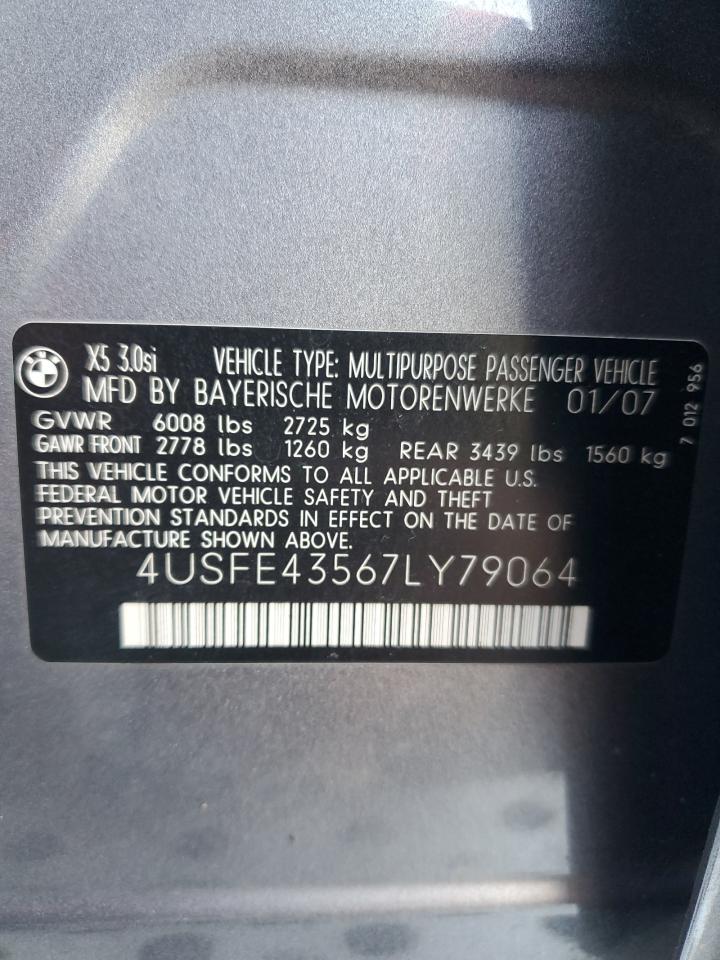 BMW
X5 3.0si VEHICLE TYPE: MULTIPURPOSE PASSENGER VEHICLE
MFD BY BAYERISCHE MOTORENWERKE 01/07
GVWR 6008 lbs 2725 kg
GAWR FRONT 2778 lbs 1260 kg REAR 3439 lbs 1560 kg
THIS VEHICLE CONFORMS TO ALL APPLICABLE U.S.
FEDERAL MOTOR VEHICLE SAFETY AND THEFT
PREVENTION STANDARDS IN EFFECT ON THE DATE OF
MANUFACTURE SHOWN ABOVE.
4USFE43567LY79064
7 012 956